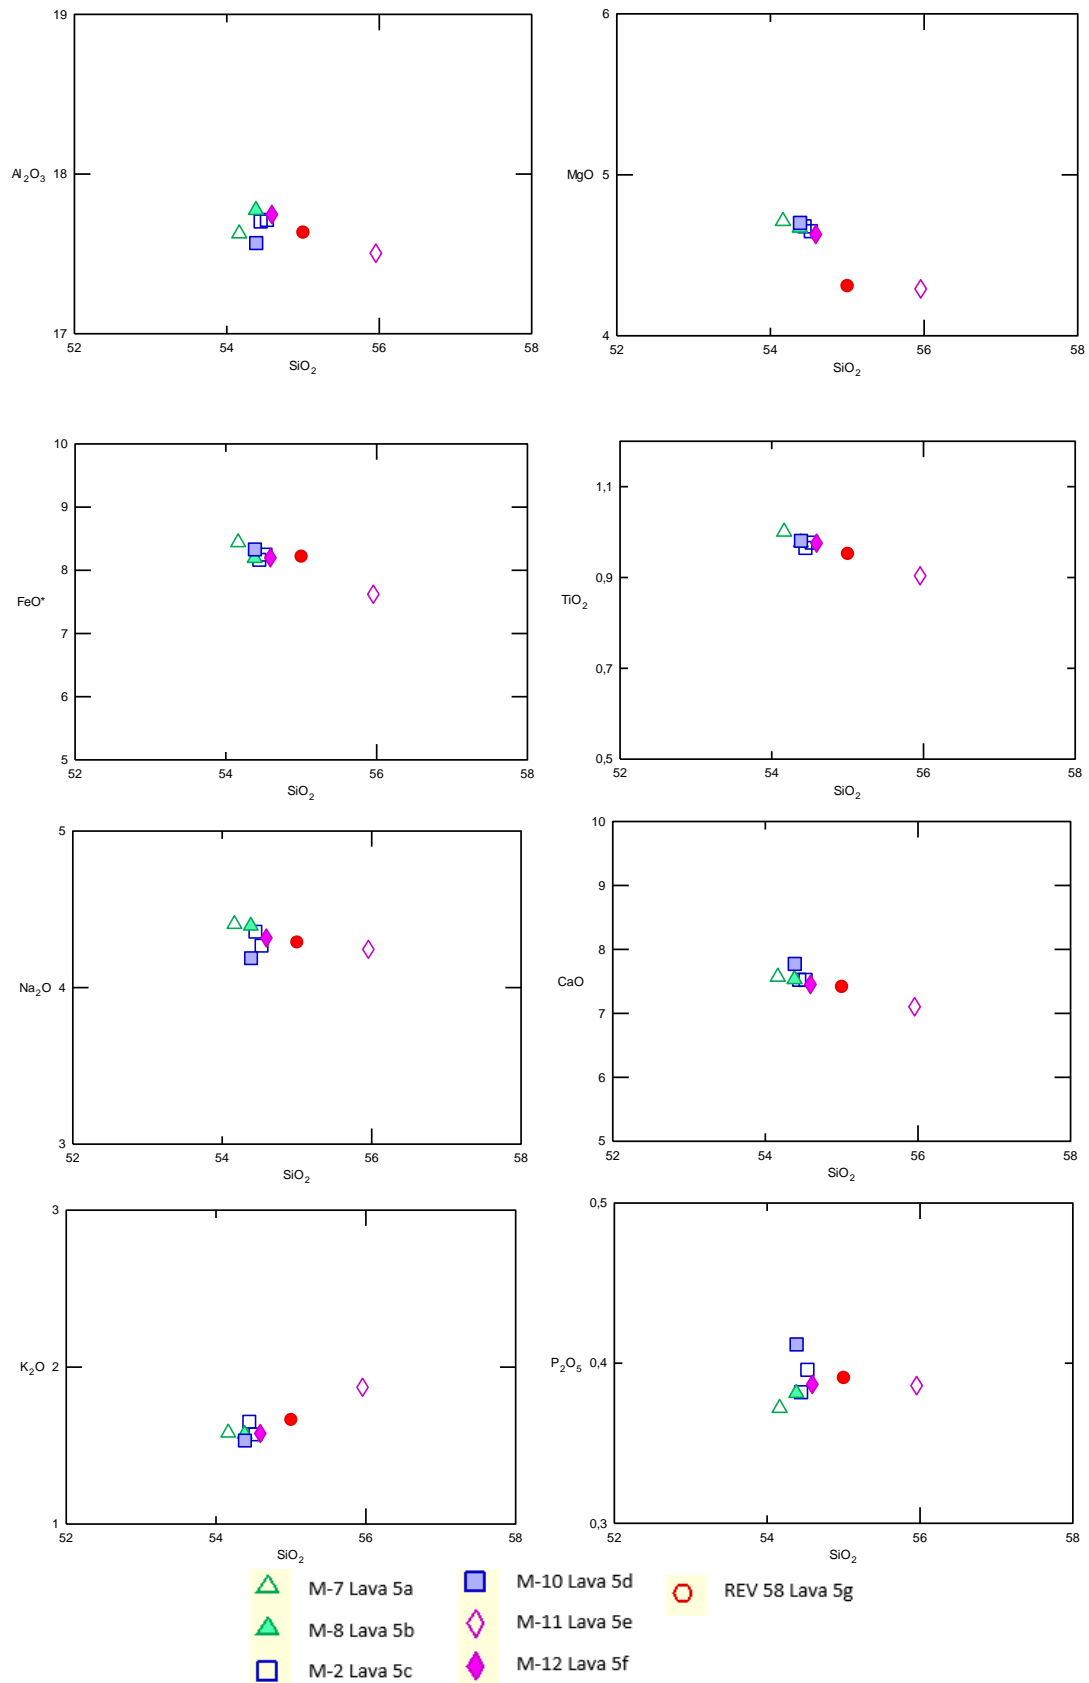 19
Al₂O₃ 18
17
52 54 56 58
SiO₂
6
MgO 5
4
52 54 56 58
SiO₂
10
9
8
FeO*
7
6
5
52 54 56 58
SiO₂
1,1
0,9
TiO₂
0,7
0,5
52 54 56 58
SiO₂
5
Na₂O 4
3
52 54 56 58
SiO₂
10
9
8
CaO
7
6
5
52 54 56 58
SiO₂
3
K₂O 2
1
52 54 56 58
SiO₂
0,5
P₂O₅ 0,4
0,3
52 54 56 58
SiO₂
M-7 Lava 5a
M-8 Lava 5b
M-2 Lava 5c
M-10 Lava 5d
M-11 Lava 5e
M-12 Lava 5f
REV 58 Lava 5g